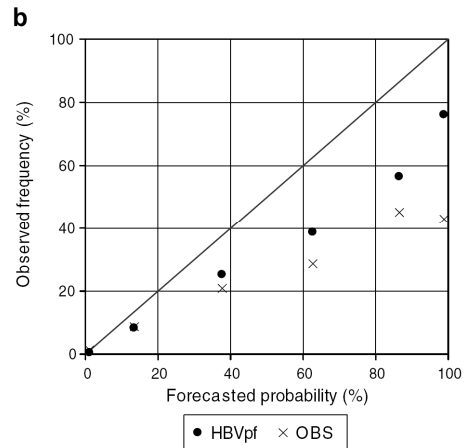 b
Observed frequency (%)
100
80
60
40
20
0
0 20 40 60 80 100
Forecasted probability (%)
HBVpf × OBS